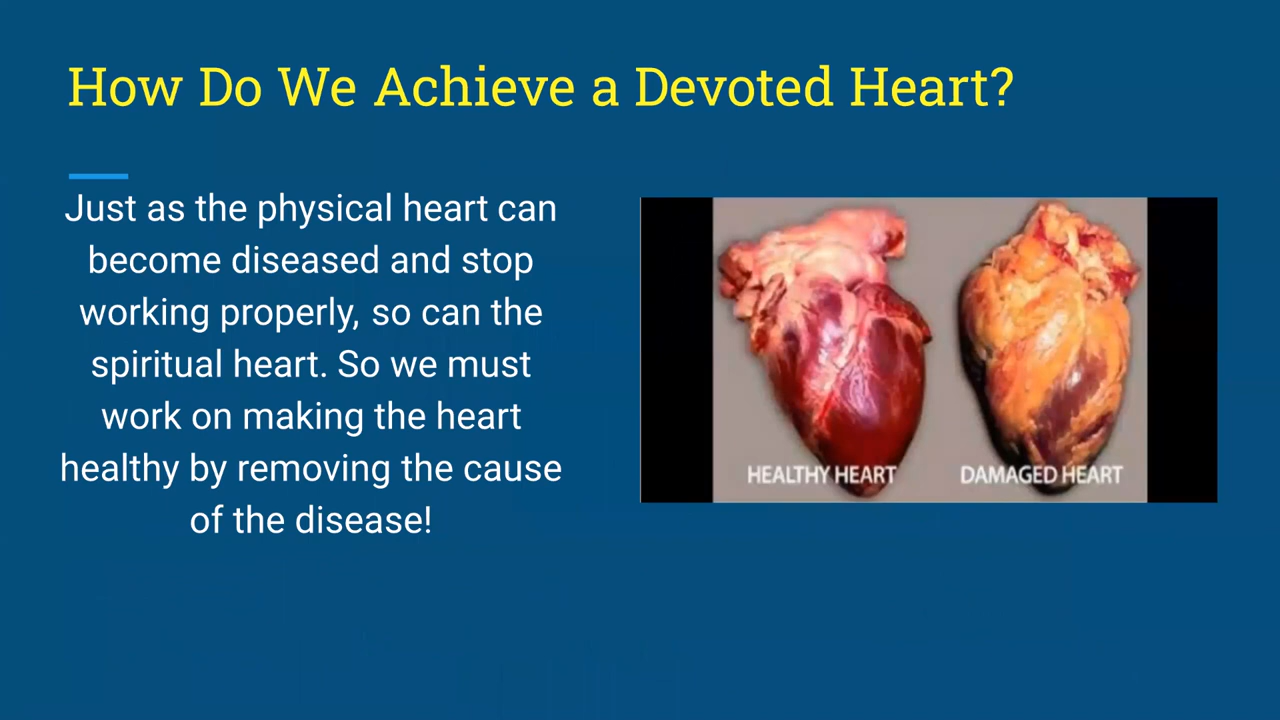 How Do We Achieve a Devoted Heart?
Just as the physical heart can
become diseased and stop
working properly, so can the
spiritual heart. So we must
work on making the heart
healthy by removing the cause
of the disease!
HEALTHY HEART
DAMAGED HEART